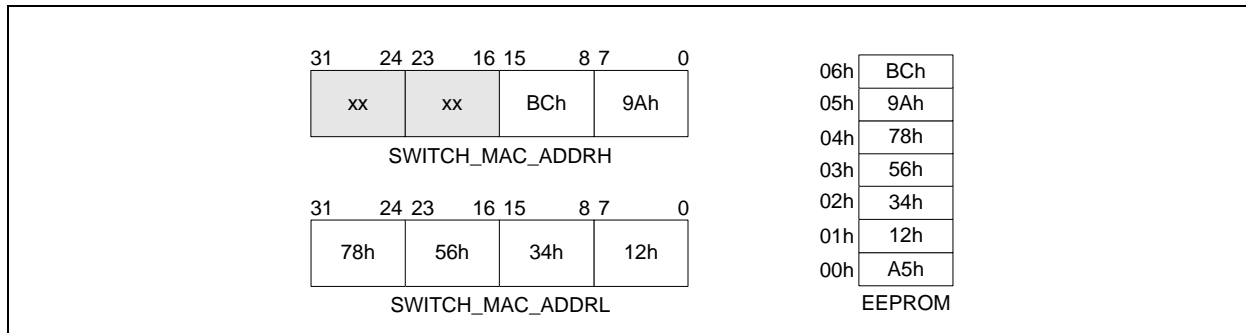 31 24 23 16 15 8 7 0
xx xx BCh 9Ah
SWITCH_MAC_ADDRH
31 24 23 16 15 8 7 0
78h 56h 34h 12h
SWITCH_MAC_ADDRL
06h BCh
05h 9Ah
04h 78h
03h 56h
02h 34h
01h 12h
00h A5h
EEPROM